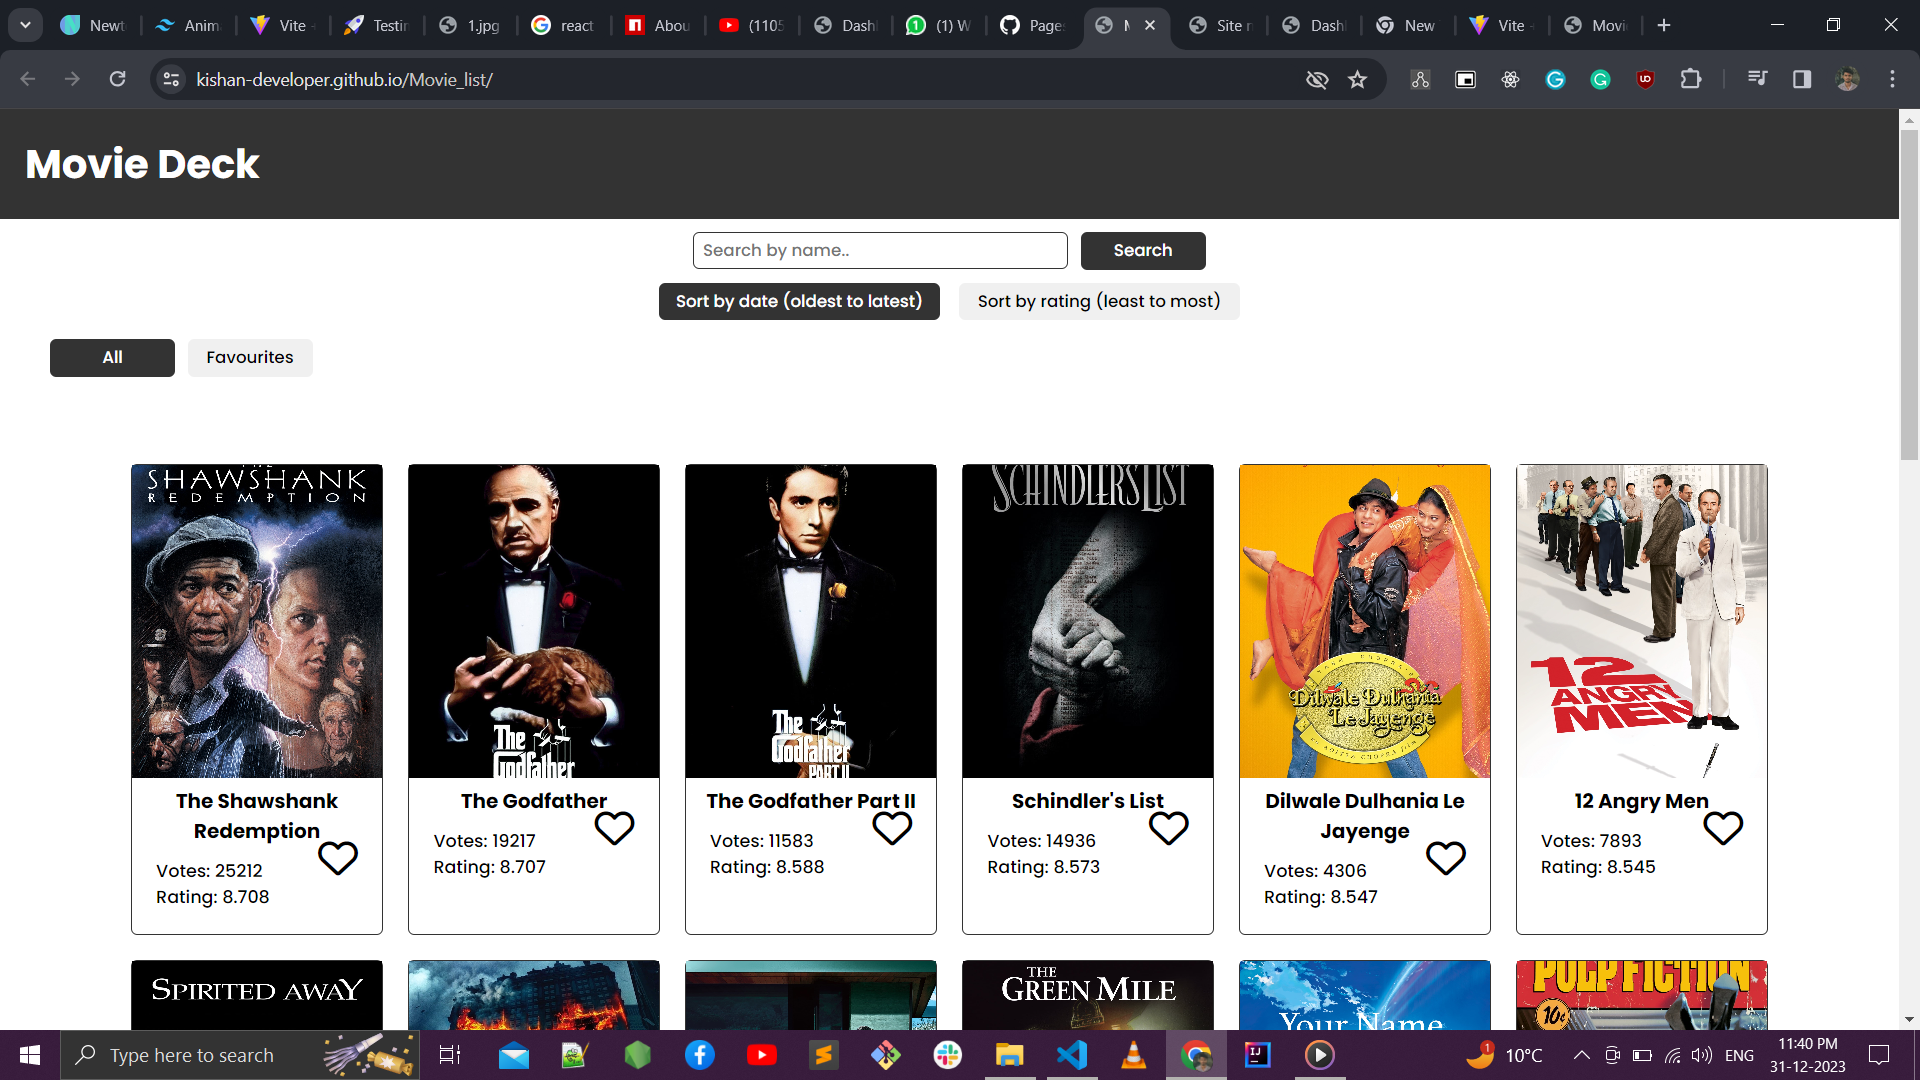 Newt
Anim
Vite
Testin
1.jpg
react
Abou
(1105
Dash
(1) W
Pages
M
Site n
Dash
New
Vite
Movi
kishan-developer.github.io/Movie_list/
Movie Deck
Search by name..
Search
Sort by date (oldest to latest)
Sort by rating (least to most)
All
Favourites
SHAWSHANK
REDEMPTION
The
Godfather
The
Godfather
PART II
SCHINDLER'S LIST
Dilwale Dulhania
Le Jayenge
12
ANGRY
MEN
The Shawshank
Redemption
Votes: 25212
Rating: 8.708
The Godfather
Votes: 19217
Rating: 8.707
The Godfather Part II
Votes: 11583
Rating: 8.588
Schindler's List
Votes: 14936
Rating: 8.573
Dilwale Dulhania Le
Jayenge
Votes: 4306
Rating: 8.547
12 Angry Men
Votes: 7893
Rating: 8.545
SPIRITED AWAY
THE
GREEN MILE
Your Name
PULP FICTION
10¢
Type here to search
1
10°C
ENG
11:40 PM
31-12-2023